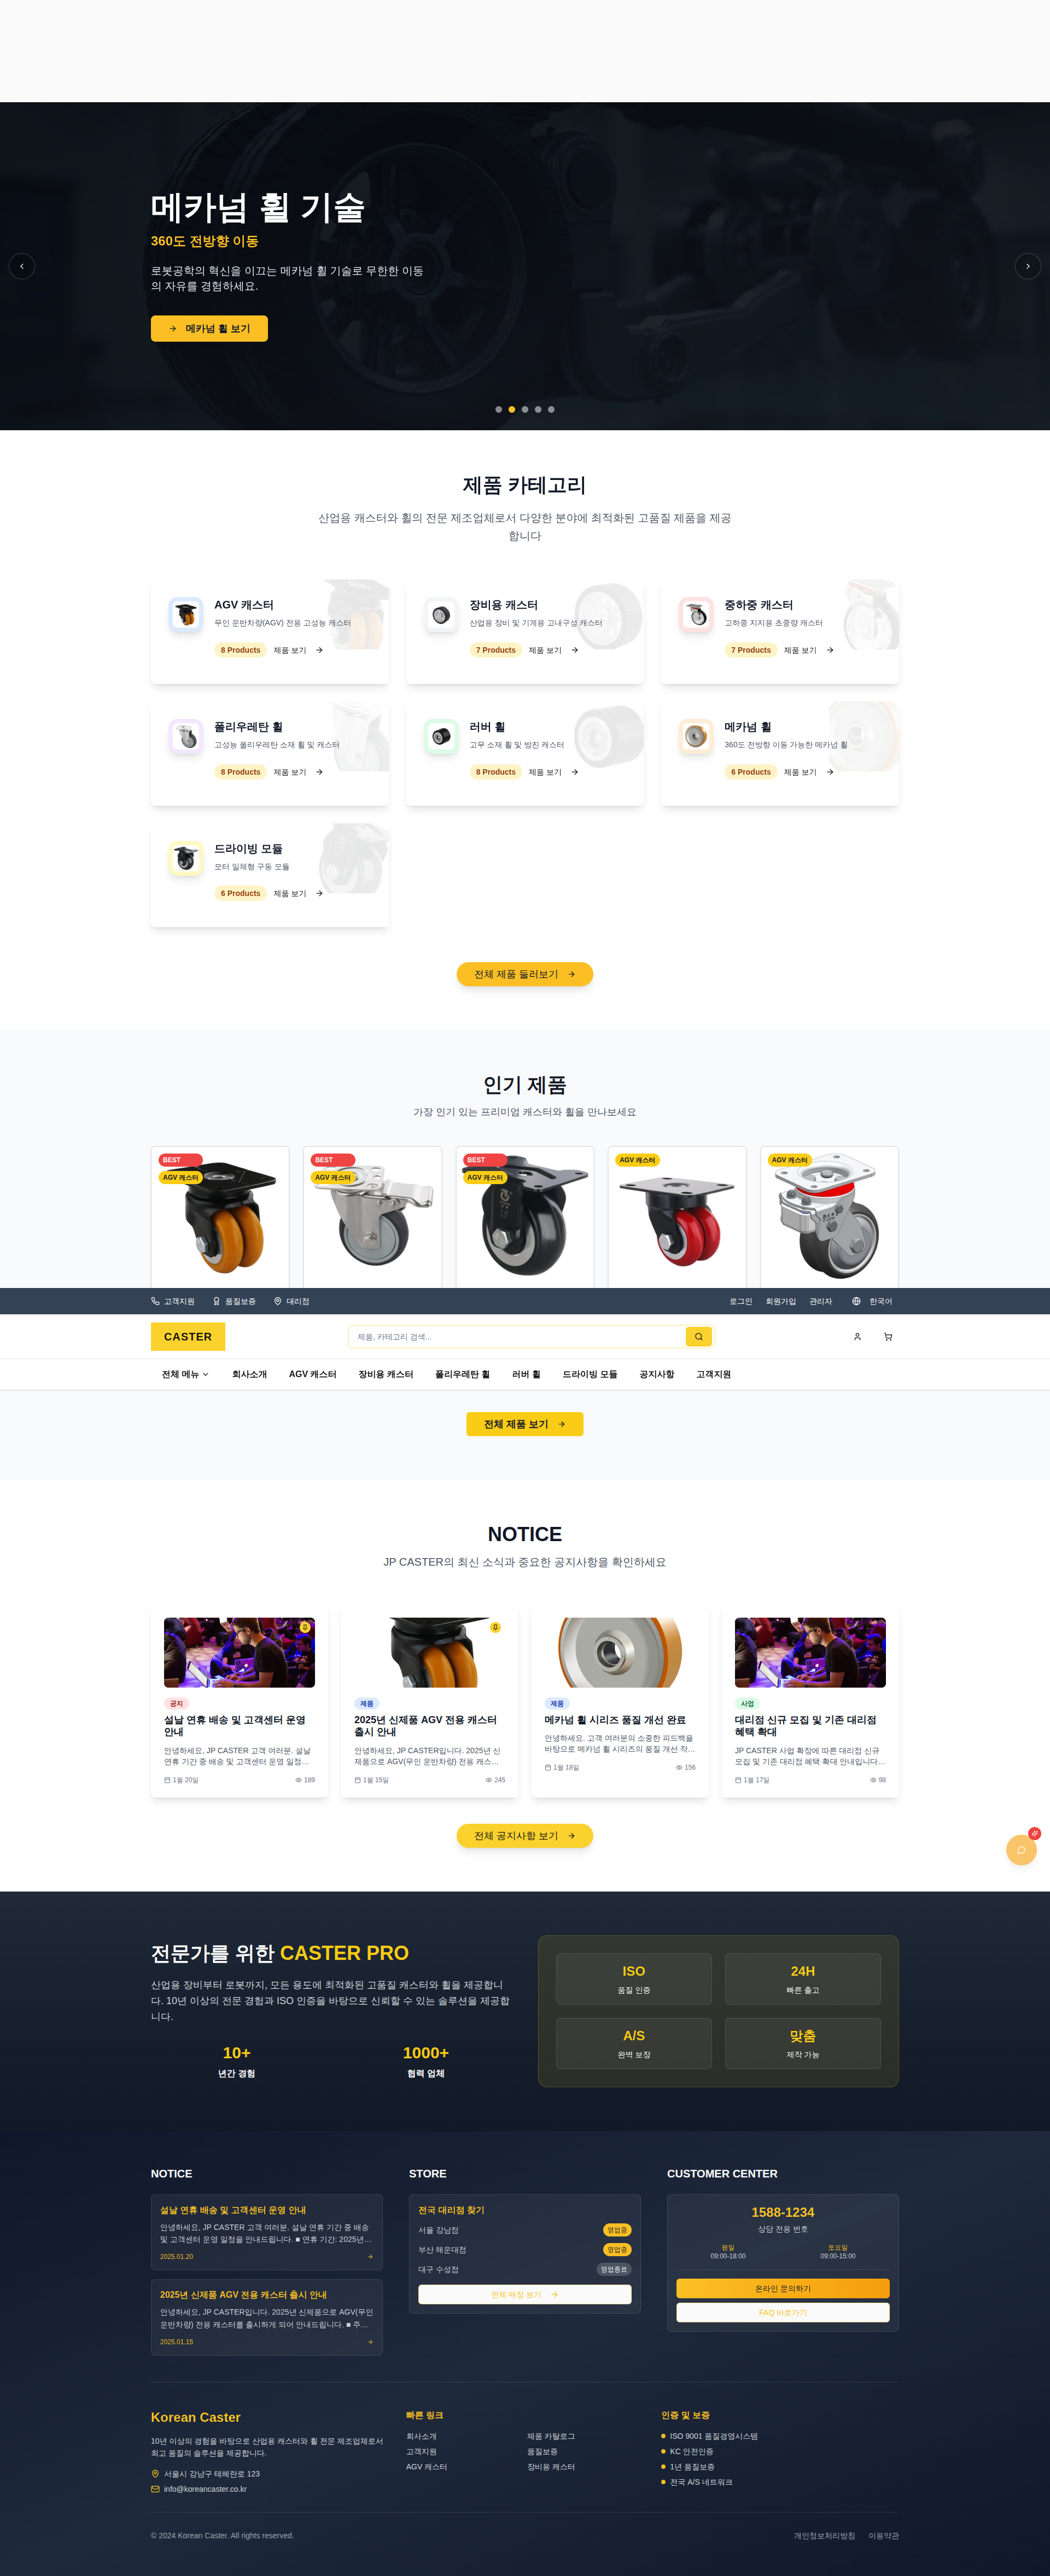 메카넘 휠 기술
360도 전방향 이동
로봇공학의 혁신을 이끄는 메카넘 휠 기술로 무한한 이동
의 자유를 경험하세요.
메카넘 휠 보기
제품 카테고리
산업용 캐스터와 휠의 전문 제조업체로서 다양한 분야에 최적화된 고품질 제품을 제공
합니다
AGV 캐스터
무인 운반차량(AGV) 전용 고성능 캐스터
8 Products 제품 보기
장비용 캐스터
산업용 장비 및 기계용 고내구성 캐스터
7 Products 제품 보기
중하중 캐스터
고하중 지지용 초중량 캐스터
7 Products 제품 보기
폴리우레탄 휠
고성능 폴리우레탄 소재 휠 및 캐스터
8 Products 제품 보기
러버 휠
고무 소재 휠 및 방진 캐스터
8 Products 제품 보기
메카넘 휠
360도 전방향 이동 가능한 메카넘 휠
6 Products 제품 보기
드라이빙 모듈
모터 일체형 구동 모듈
6 Products 제품 보기
전체 제품 둘러보기
인기 제품
가장 인기 있는 프리미엄 캐스터와 휠을 만나보세요
BEST
AGV 캐스터
BEST
AGV 캐스터
BEST
AGV 캐스터
AGV 캐스터
AGV 캐스터
고객지원 품질보증 대리점 로그인 회원가입 관리자 한국어
CASTER 제품, 카테고리 검색...
전체 메뉴 회사소개 AGV 캐스터 장비용 캐스터 폴리우레탄 휠 러버 휠 드라이빙 모듈 공지사항 고객지원
전체 제품 보기
NOTICE
JP CASTER의 최신 소식과 중요한 공지사항을 확인하세요
공지
설날 연휴 배송 및 고객센터 운영
안내
안녕하세요, JP CASTER 고객 여러분. 설날
연휴 기간 중 배송 및 고객센터 운영 일정...
1월 20일 189
제품
2025년 신제품 AGV 전용 캐스터
출시 안내
안녕하세요, JP CASTER입니다. 2025년 신
제품으로 AGV(무인 운반차량) 전용 캐스...
1월 15일 245
제품
메카넘 휠 시리즈 품질 개선 완료
안녕하세요. 고객 여러분의 소중한 피드백을
바탕으로 메카넘 휠 시리즈의 품질 개선 작...
1월 18일 156
사업
대리점 신규 모집 및 기존 대리점
혜택 확대
JP CASTER 사업 확장에 따른 대리점 신규
모집 및 기존 대리점 혜택 확대 안내입니다...
1월 17일 98
전체 공지사항 보기
전문가를 위한 CASTER PRO
산업용 장비부터 로봇까지, 모든 용도에 최적화된 고품질 캐스터와 휠을 제공합니
다. 10년 이상의 전문 경험과 ISO 인증을 바탕으로 신뢰할 수 있는 솔루션을 제공합
니다.
10+
년간 경험
1000+
협력 업체
ISO
품질 인증
24H
빠른 출고
A/S
완벽 보장
맞춤
제작 가능
NOTICE
설날 연휴 배송 및 고객센터 운영 안내
안녕하세요, JP CASTER 고객 여러분. 설날 연휴 기간 중 배송
및 고객센터 운영 일정을 안내드립니다. ■ 연휴 기간: 2025년...
2025.01.20
2025년 신제품 AGV 전용 캐스터 출시 안내
안녕하세요, JP CASTER입니다. 2025년 신제품으로 AGV(무인
운반차량) 전용 캐스터를 출시하게 되어 안내드립니다. ■ 주...
2025.01.15
STORE
전국 대리점 찾기
서울 강남점 영업중
부산 해운대점 영업중
대구 수성점 영업종료
전체 매장 보기
CUSTOMER CENTER
1588-1234
상담 전용 번호
평일 토요일
09:00-18:00 09:00-15:00
온라인 문의하기
FAQ 바로가기
Korean Caster
10년 이상의 경험을 바탕으로 산업용 캐스터와 휠 전문 제조업체로서
최고 품질의 솔루션을 제공합니다.
서울시 강남구 테헤란로 123
info@koreancaster.co.kr
빠른 링크
회사소개 제품 카탈로그
고객지원 품질보증
AGV 캐스터 장비용 캐스터
인증 및 보증
ISO 9001 품질경영시스템
KC 안전인증
1년 품질보증
전국 A/S 네트워크
© 2024 Korean Caster. All rights reserved. 개인정보처리방침 이용약관